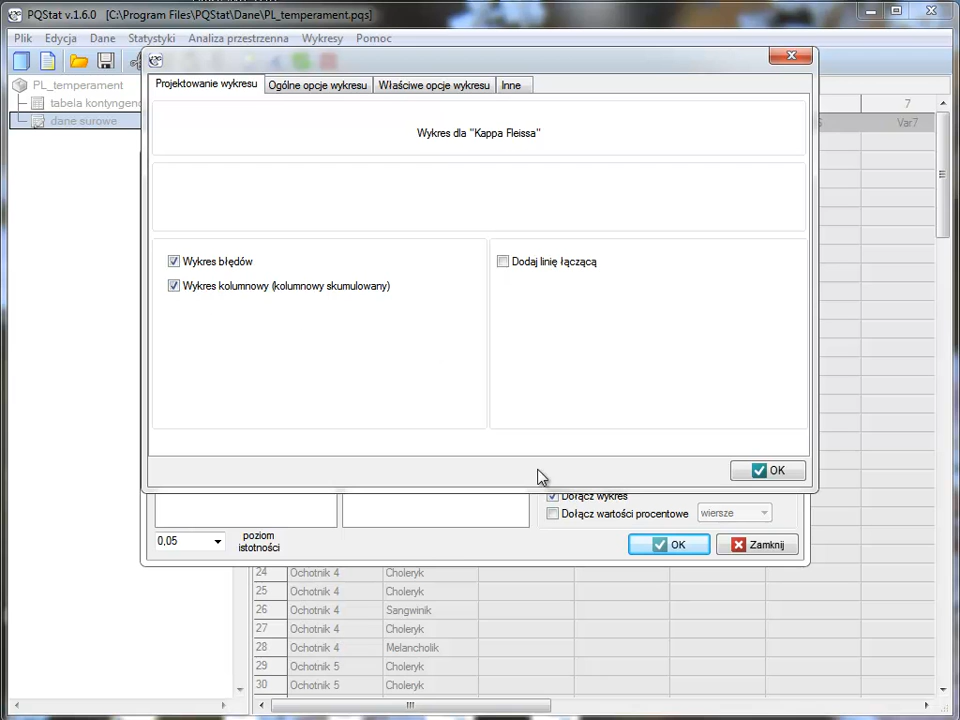 PQStat v.1.6.0 [C:\Program Files\PQStat\Dane\PL_temperament.pqs]
Plik Edycja Dane Statystyki Analiza przestrzenna Wykresy Pomoc
PL_temperament
tabela kontyngenc
dane surowe
Projektowanie wykresu Ogólne opcje wykresu Właściwe opcje wykresu Inne
7
Var7
Wykres dla "Kappa Fleissa"
Wykres błędów
Dodaj linię łączącą
Wykres kolumnowy (kolumnowy skumulowany)
OK
Dołącz wykres
Dołącz wartości procentowe wiersze
0,05
poziom
istotności
OK Zamknij
24 Ochotnik 4 Choleryk
25 Ochotnik 4 Choleryk
26 Ochotnik 4 Sangwinik
27 Ochotnik 4 Choleryk
28 Ochotnik 4 Melancholik
29 Ochotnik 5 Choleryk
30 Ochotnik 5 Choleryk